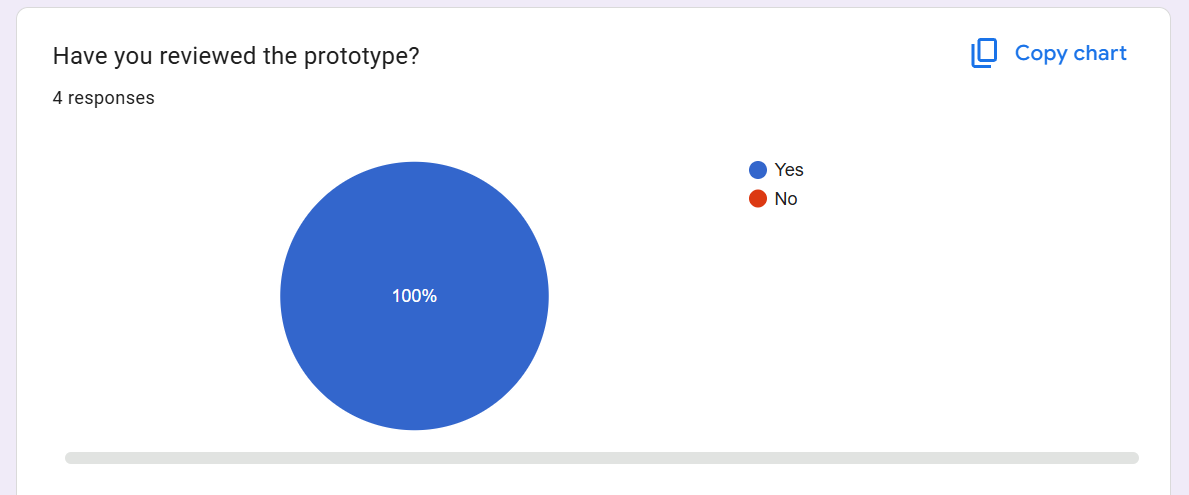 Have you reviewed the prototype?
Copy chart
4 responses
Yes
No
100%